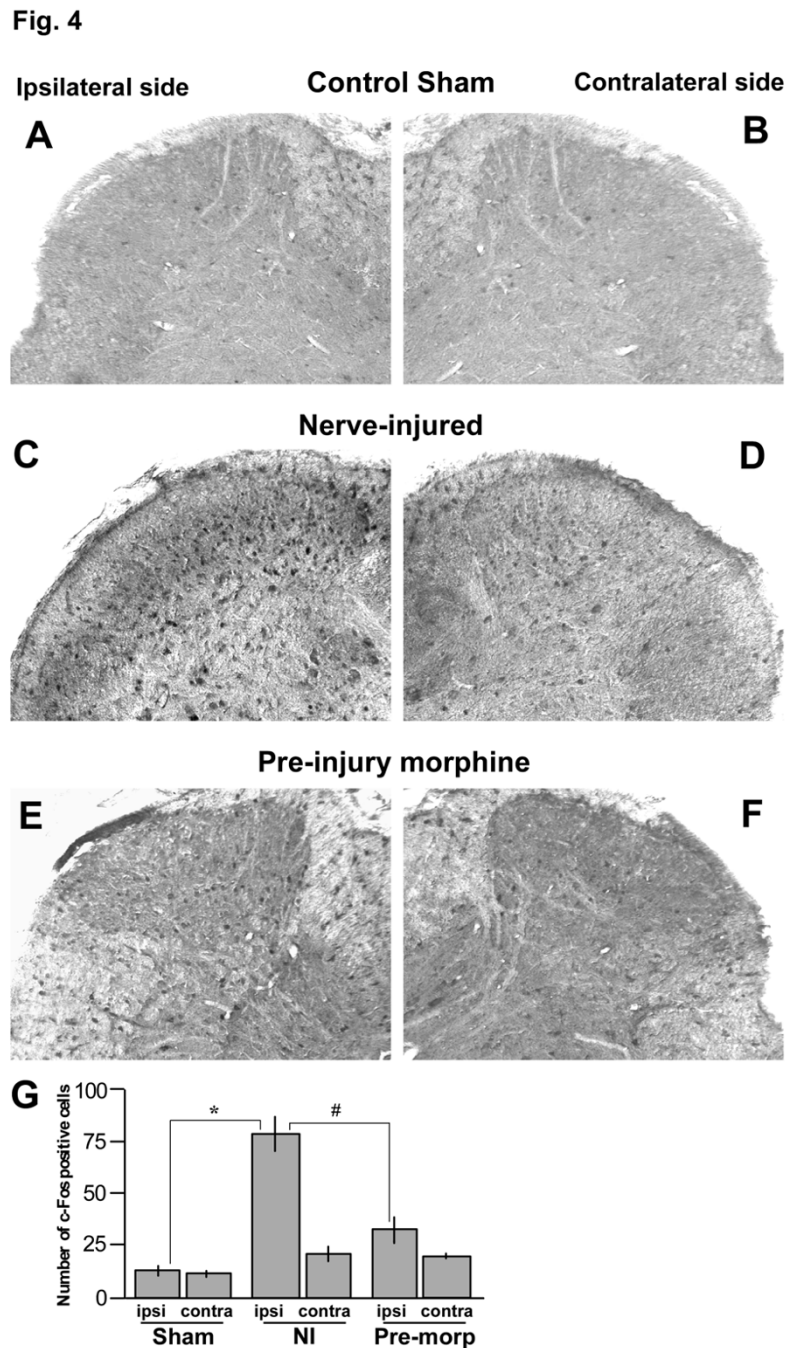 Fig. 4
Ipsilateral side
Control Sham
Contralateral side
A
B
Nerve-injured
C
D
Pre-injury morphine
E
F
G
Number of c-Fos positive cells
100
75
50
25
0
*
#
ipsi contra ipsi contra ipsi contra
Sham NI Pre-morp